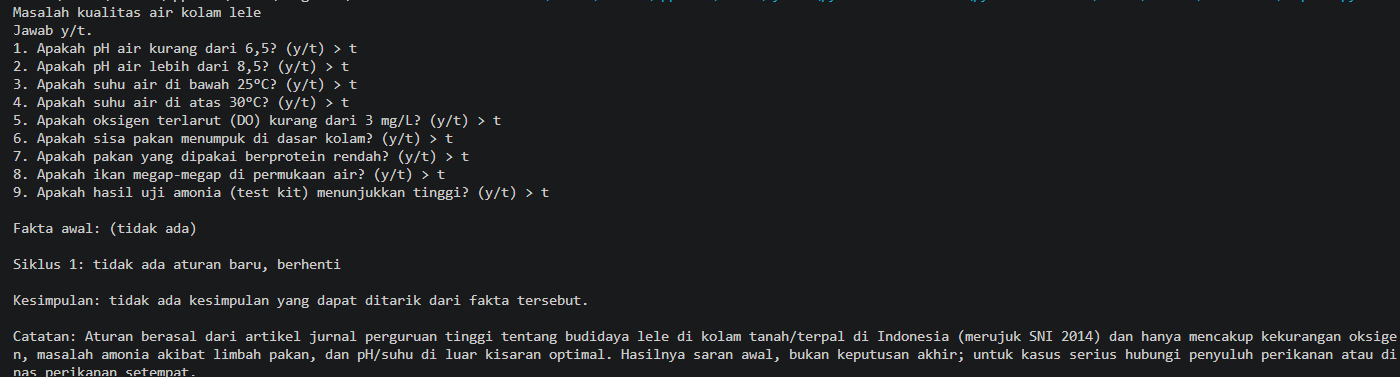 Masalah kualitas air kolam lele
Jawab y/t.
1. Apakah pH air kurang dari 6,5? (y/t) > t
2. Apakah pH air lebih dari 8,5? (y/t) > t
3. Apakah suhu air di bawah 25°C? (y/t) > t
4. Apakah suhu air di atas 30°C? (y/t) > t
5. Apakah oksigen terlarut (DO) kurang dari 3 mg/L? (y/t) > t
6. Apakah sisa pakan menumpuk di dasar kolam? (y/t) > t
7. Apakah pakan yang dipakai berprotein rendah? (y/t) > t
8. Apakah ikan megap-megap di permukaan air? (y/t) > t
9. Apakah hasil uji amonia (test kit) menunjukkan tinggi? (y/t) > t
Fakta awal: (tidak ada)
Siklus 1: tidak ada aturan baru, berhenti
Kesimpulan: tidak ada kesimpulan yang dapat ditarik dari fakta tersebut.
Catatan: Aturan berasal dari artikel jurnal perguruan tinggi tentang budidaya lele di kolam tanah/terpal di Indonesia (merujuk SNI 2014) dan hanya mencakup kekurangan oksige
n, masalah amonia akibat limbah pakan, dan pH/suhu di luar kisaran optimal. Hasilnya saran awal, bukan keputusan akhir; untuk kasus serius hubungi penyuluh perikanan atau di
nas perikanan setempat.